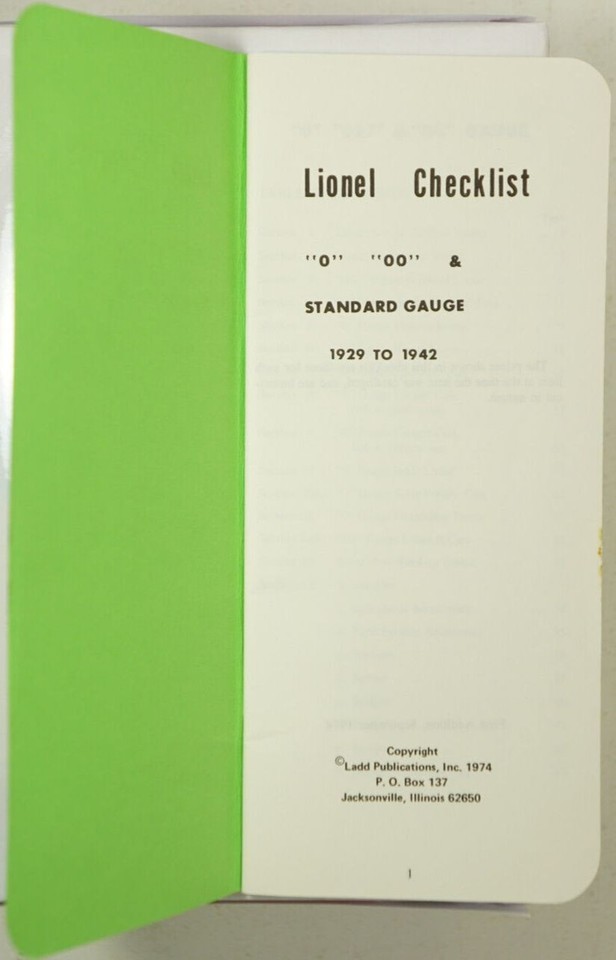 Lionel Checklist
"0" "00" &
STANDARD GAUGE
1929 TO 1942
Copyright
©Ladd Publications, Inc. 1974
P. O. Box 137
Jacksonville, Illinois 62650
1